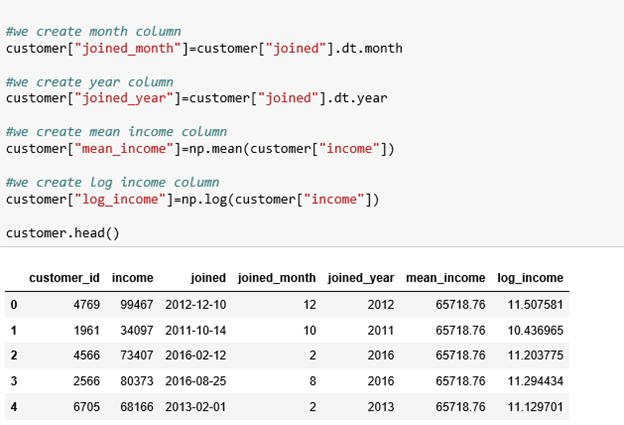 #we create month column
customer["joined_month"]=customer["joined"].dt.month
#we create year column
customer["joined_year"]=customer["joined"].dt.year
#we create mean income column
customer["mean_income"]=np.mean(customer["income"])
#we create log income column
customer["log_income"]=np.log(customer["income"])
customer.head()
customer_id income joined joined_month joined_year mean_income log_income
0 4769 99467 2012-12-10 12 2012 65718.76 11.507581
1 1961 34097 2011-10-14 10 2011 65718.76 10.436965
2 4566 73407 2016-02-12 2 2016 65718.76 11.203775
3 2566 80373 2016-08-25 8 2016 65718.76 11.294434
4 6705 68166 2013-02-01 2 2013 65718.76 11.129701